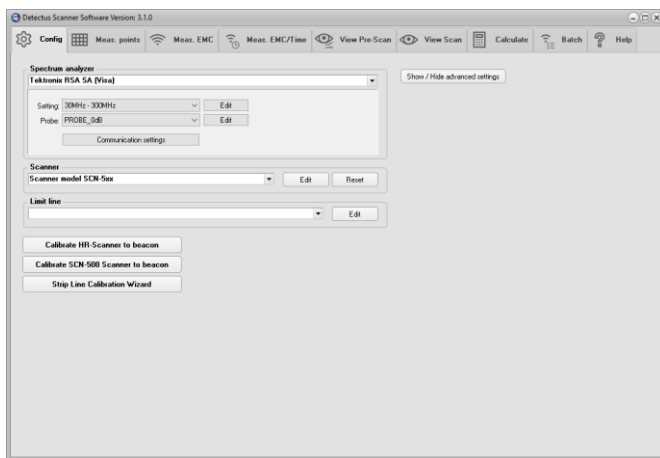 Detectus Scanner Software Version: 3.1.0
Config Meas. points Meas. EMC Meas. EMC/Time View Pre-Scan View Scan Calculate Batch Help
Spectrum analyzer
Tektronix RSA SA (Visa)
Show / Hide advanced settings
Setting: 30MHz - 300MHz Edit
Probe: PROBE_0dB Edit
Communication settings
Scanner
Scanner model SCN-5xx Edit Reset
Limit line
Edit
Calibrate HR-Scanner to beacon
Calibrate SCN-500 Scanner to beacon
Strip Line Calibration Wizard